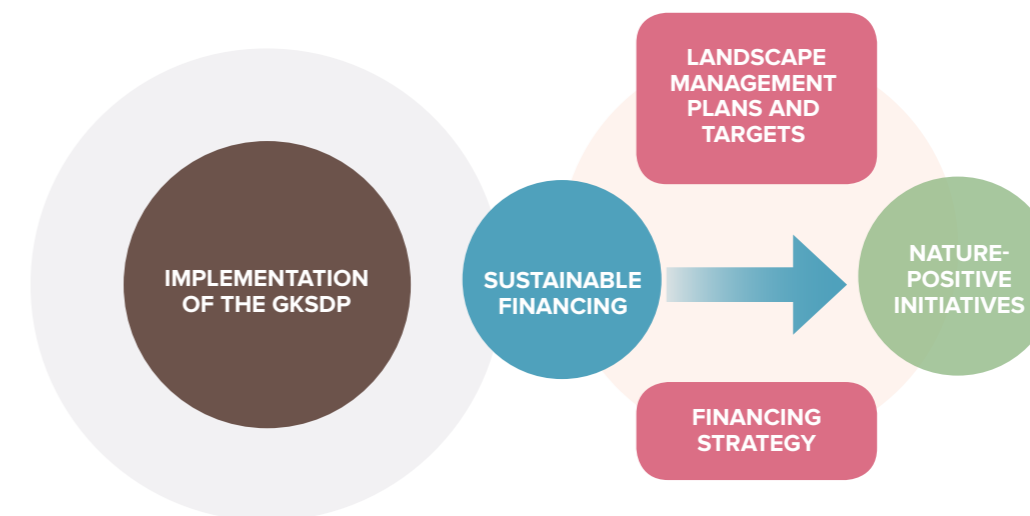 LANDSCAPE
MANAGEMENT
PLANS AND
TARGETS
IMPLEMENTATION
OF THE GKSDP
SUSTAINABLE
FINANCING
NATURE-
POSITIVE
INITIATIVES
FINANCING
STRATEGY